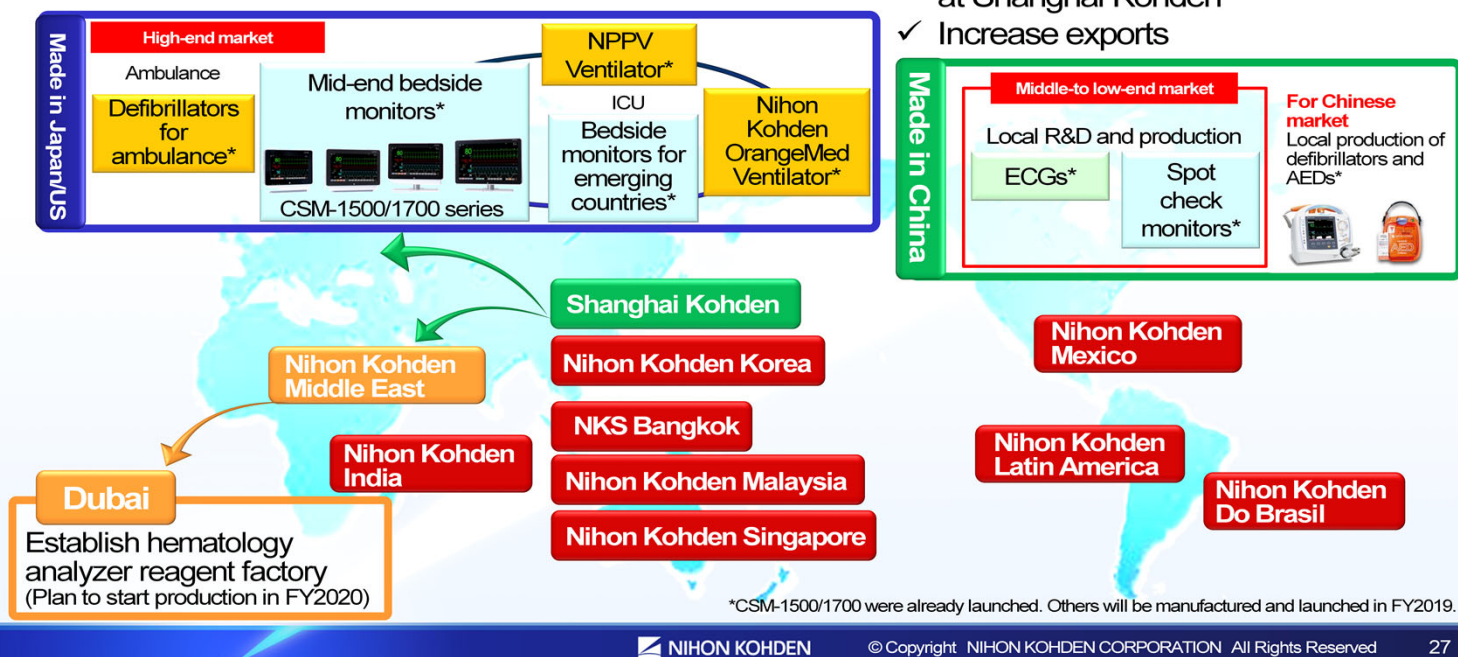 at Shanghai Kohden
✓ Increase exports
Made in Japan/US
High-end market
Ambulance
Defibrillators
for
ambulance*
Mid-end bedside
monitors*
CSM-1500/1700 series
NPPV
Ventilator*
ICU
Bedside
monitors for
emerging
countries*
Nihon
Kohden
OrangeMed
Ventilator*
Made in China
Middle-to low-end market
Local R&D and production
ECGs*
Spot
check
monitors*
For Chinese
market
Local production of
defibrillators and
AEDs*
AED
Shanghai Kohden
Nihon Kohden Korea
NKS Bangkok
Nihon Kohden Malaysia
Nihon Kohden Singapore
Nihon Kohden
Middle East
Nihon Kohden
India
Dubai
Establish hematology
analyzer reagent factory
(Plan to start production in FY2020)
Nihon Kohden
Mexico
Nihon Kohden
Latin America
Nihon Kohden
Do Brasil
*CSM-1500/1700 were already launched. Others will be manufactured and launched in FY2019.
NIHON KOHDEN
© Copyright NIHON KOHDEN CORPORATION All Rights Reserved
27